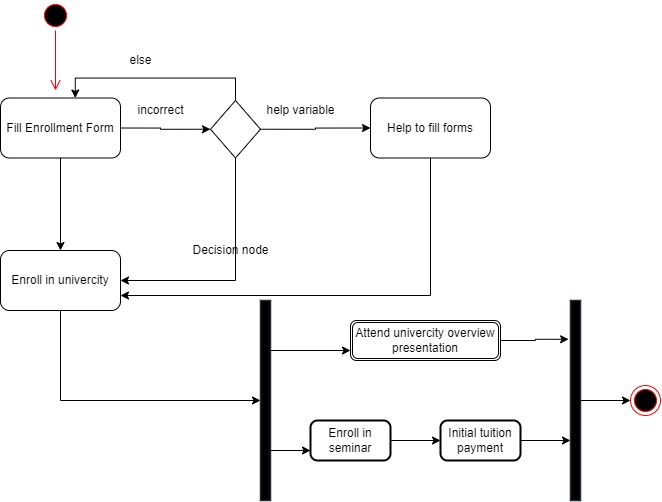 else
incorrect
help variable
Fill Enrollment Form
Help to fill forms
Decision node
Enroll in univercity
Attend univercity overview
presentation
Enroll in
seminar
Initial tuition
payment